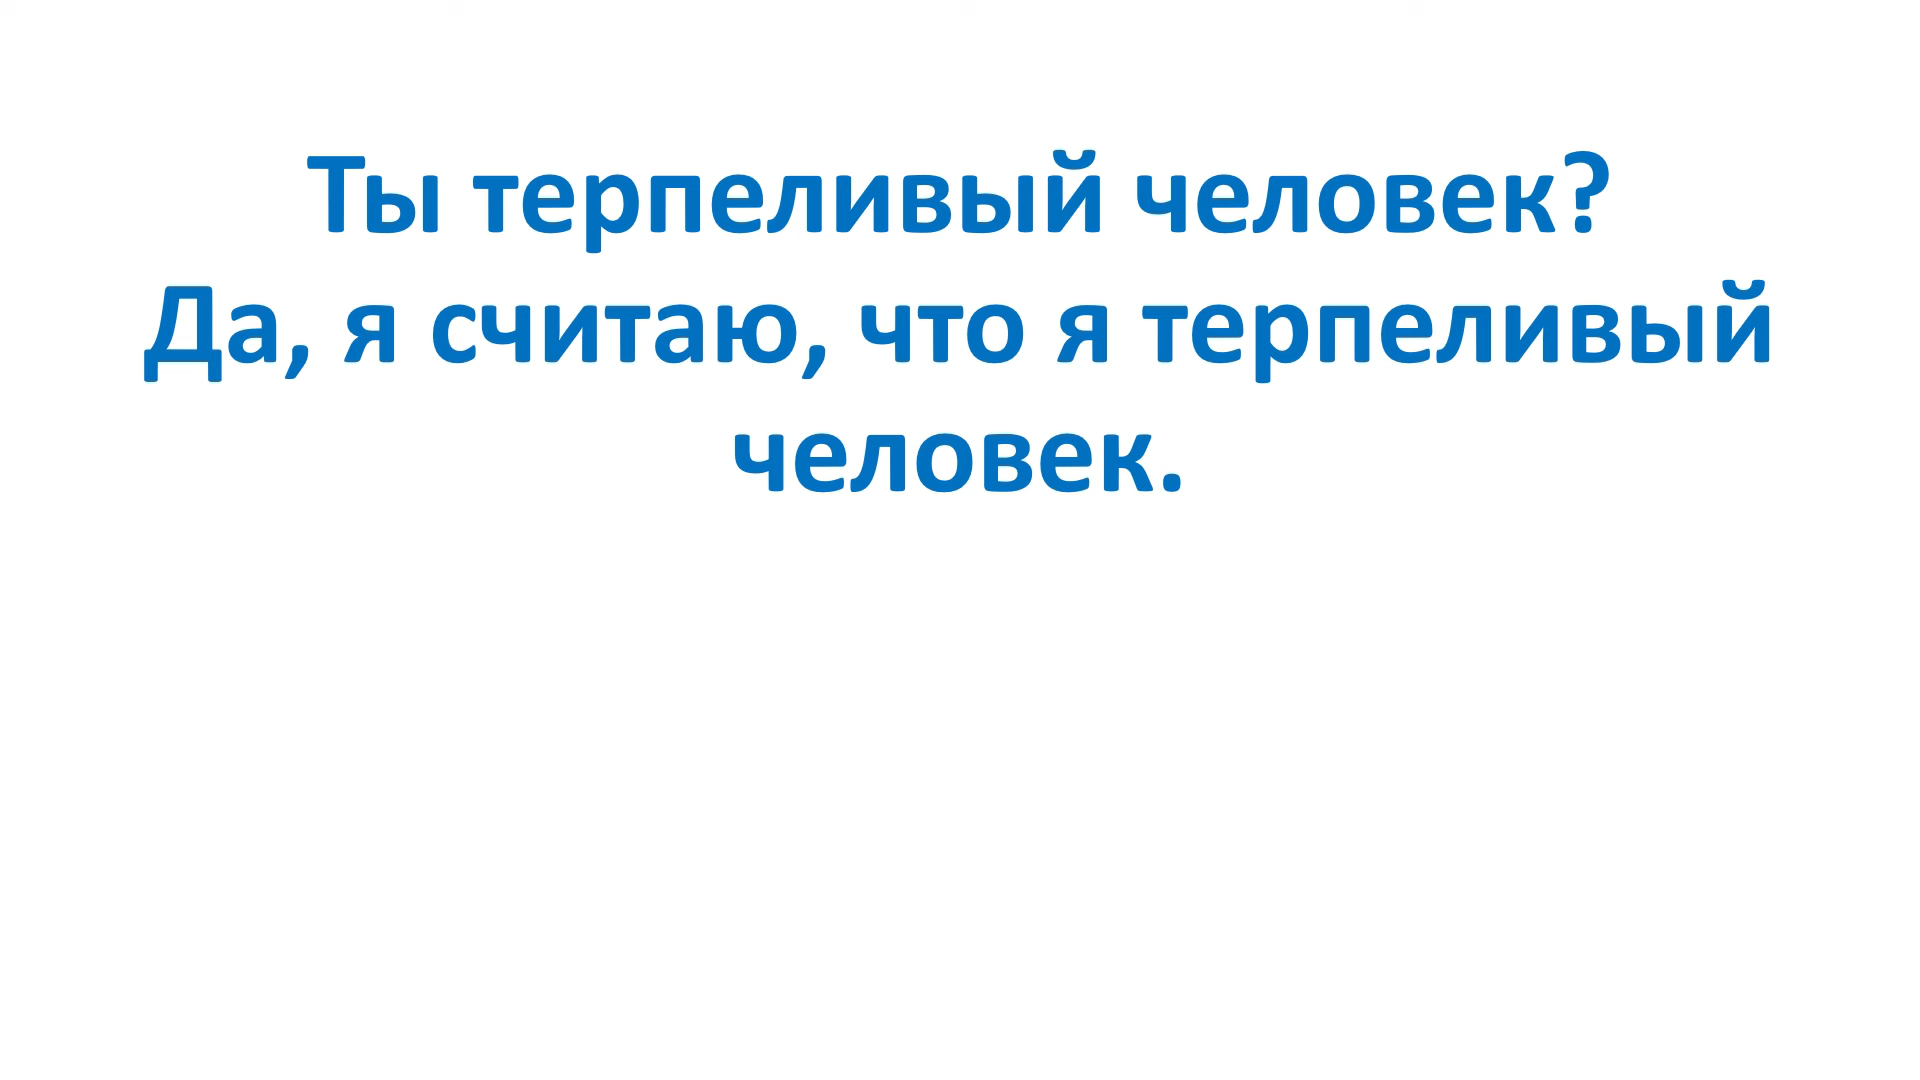 Ты терпеливый человек?
Да, я считаю, что я терпеливый
человек.